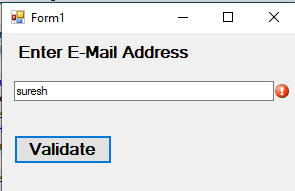 Form1
Enter E-Mail Address
suresh
Validate